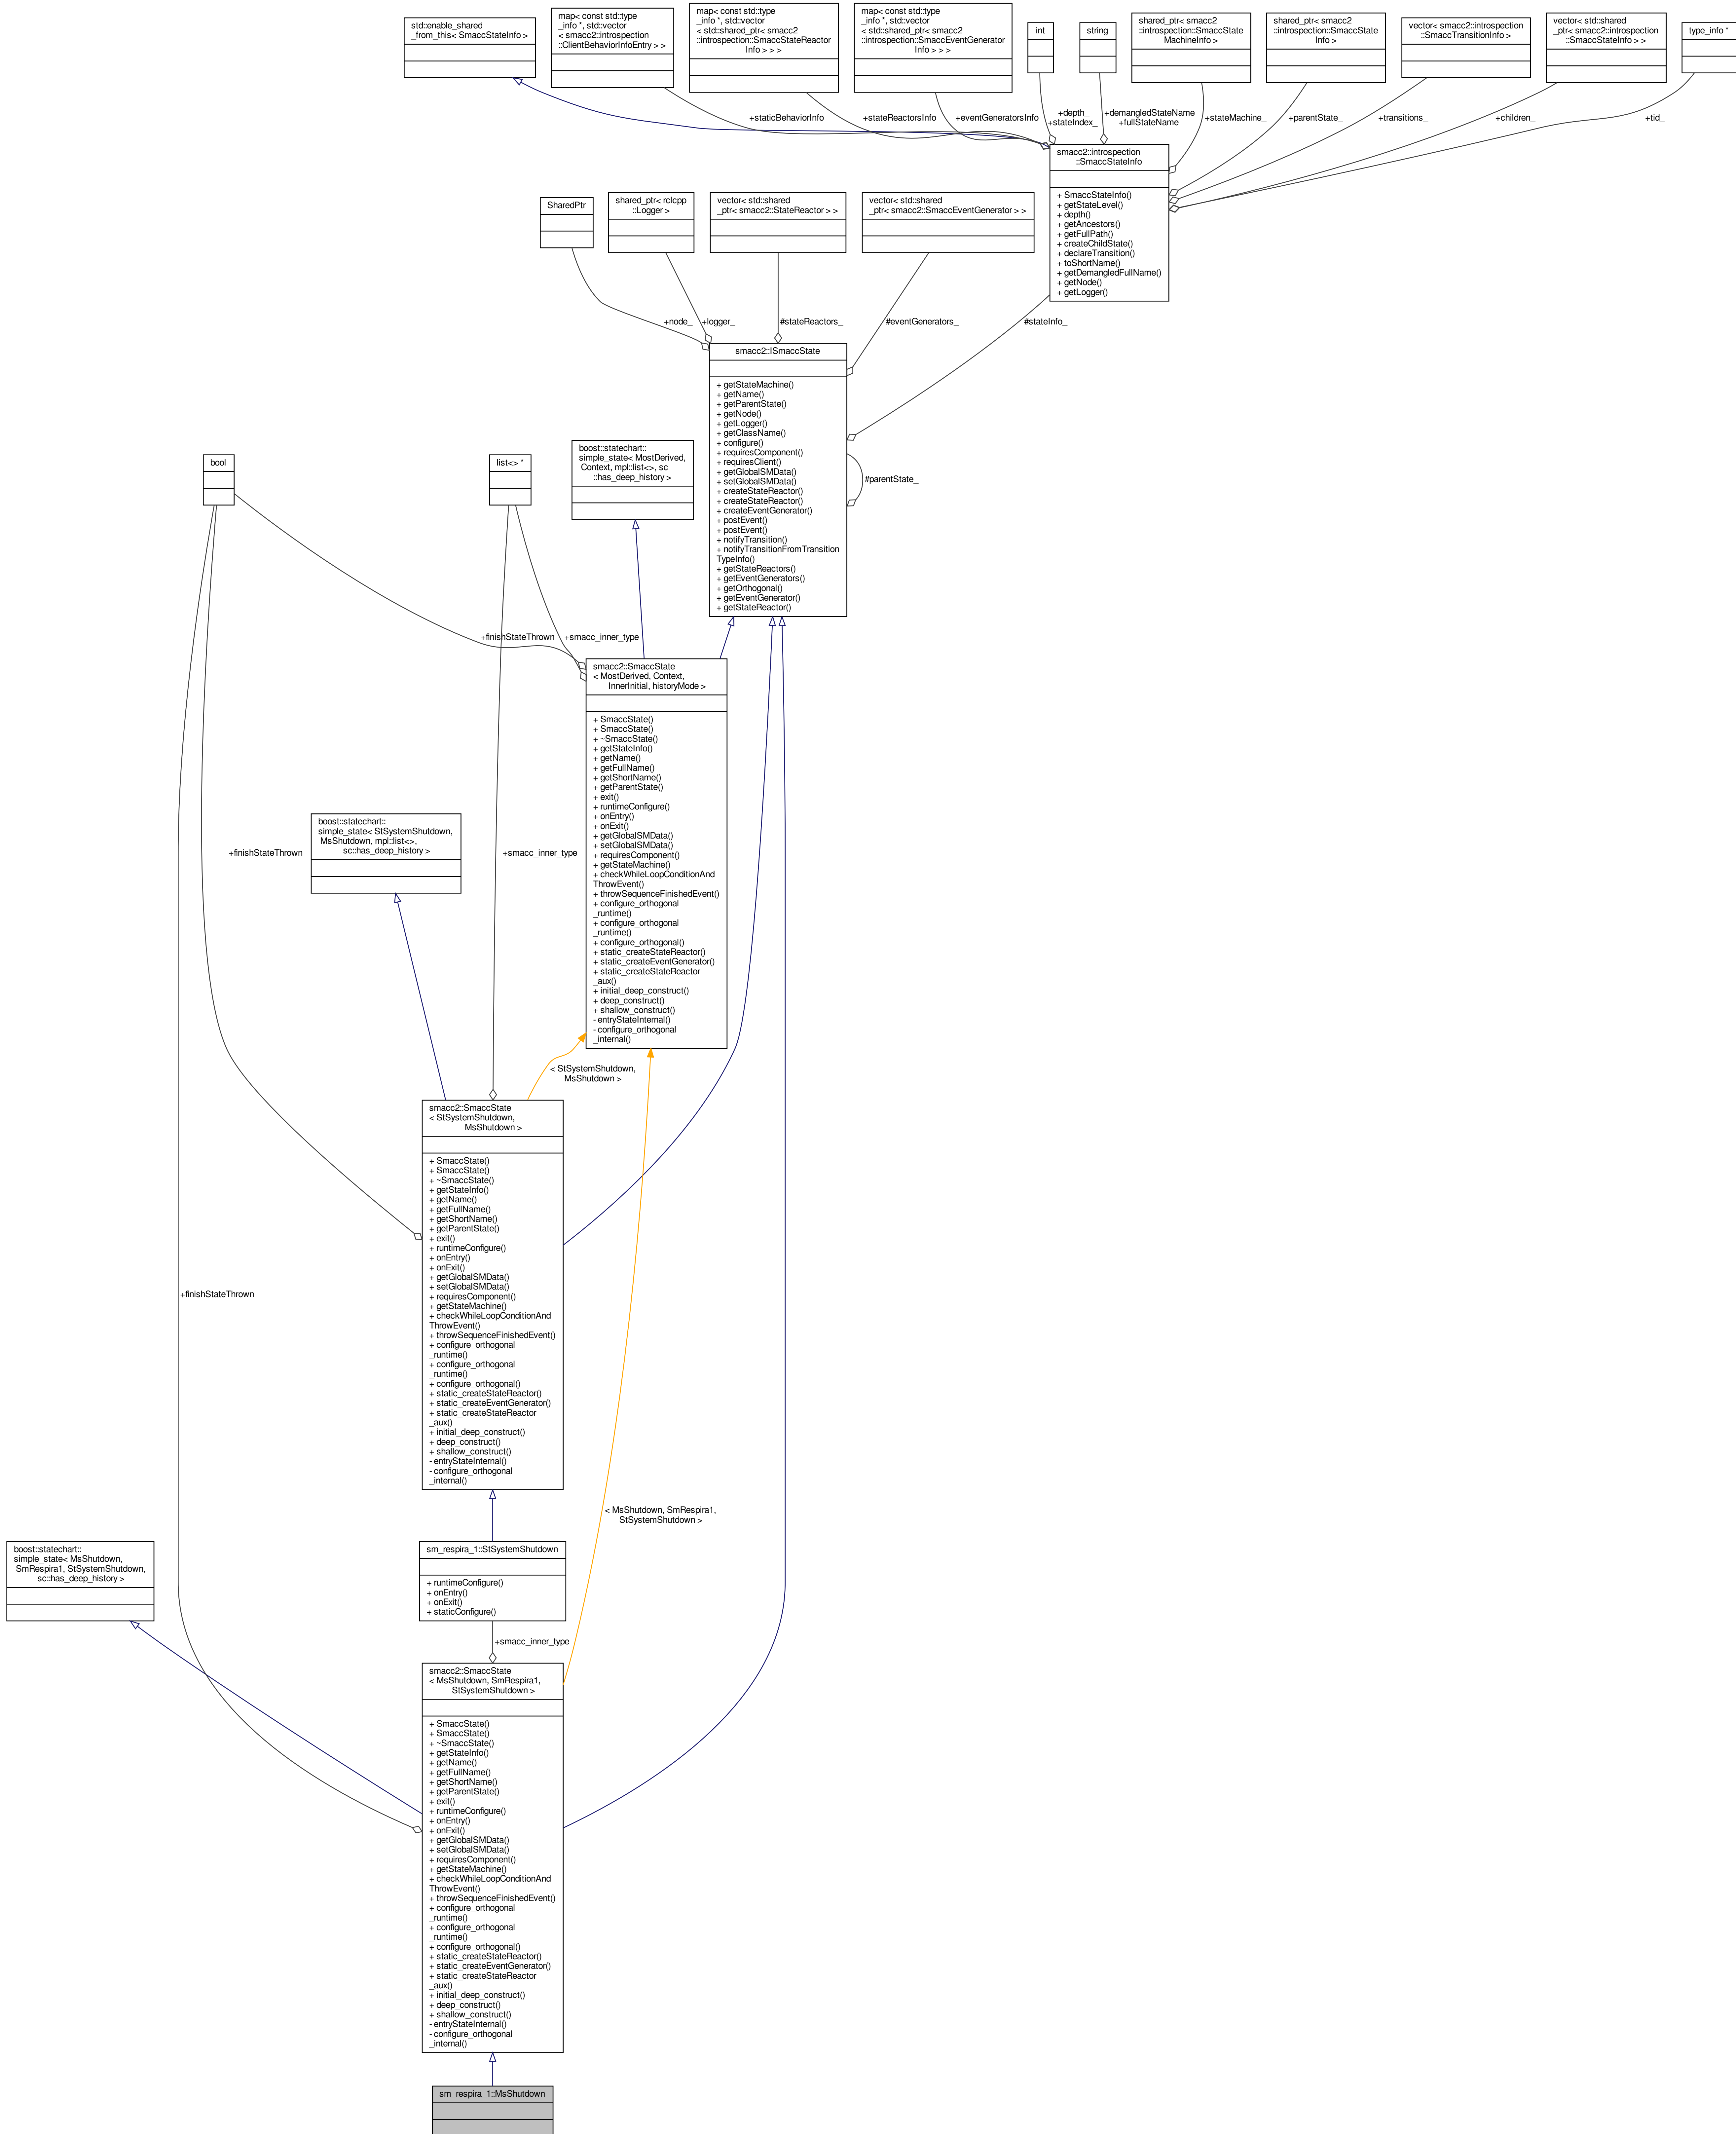 std::enable_shared
_from_this< SmaccStateInfo >
map< const std::type
_info *, std::vector
< smacc2::introspection
::ClientBehaviorInfoEntry > >
map< const std::type
_info *, std::vector
< std::shared_ptr< smacc2
::introspection::SmaccStateReactor
Info > > >
map< const std::type
_info *, std::vector
< std::shared_ptr< smacc2
::introspection::SmaccEventGenerator
Info > > >
int
string
shared_ptr< smacc2
::introspection::SmaccState
MachineInfo >
shared_ptr< smacc2
::introspection::SmaccState
Info >
vector< smacc2::introspection
::SmaccTransitionInfo >
vector< std::shared
_ptr< smacc2::introspection
::SmaccStateInfo > >
type_info *
+staticBehaviorInfo
+stateReactorsInfo
+eventGeneratorsInfo
+depth_
+stateIndex_
+demangledStateName
+fullStateName
+stateMachine_
+parentState_
+transitions_
+children_
+tid_
smacc2::introspection
::SmaccStateInfo
+ SmaccStateInfo()
+ getStateLevel()
+ depth()
+ getAncestors()
+ getFullPath()
+ createChildState()
+ declareTransition()
+ toShortName()
+ getDemangledFullName()
+ getNode()
+ getLogger()
SharedPtr
shared_ptr< rclcpp
::Logger >
vector< std::shared
_ptr< smacc2::StateReactor > >
vector< std::shared
_ptr< smacc2::SmaccEventGenerator > >
+node_
+logger_
#stateReactors_
#eventGenerators_
#stateInfo_
smacc2::ISmaccState
+ getStateMachine()
+ getName()
+ getParentState()
+ getNode()
+ getLogger()
+ getClassName()
+ configure()
+ requiresComponent()
+ requiresClient()
+ getGlobalSMData()
+ setGlobalSMData()
+ createStateReactor()
+ createStateReactor()
+ createEventGenerator()
+ postEvent()
+ postEvent()
+ notifyTransition()
+ notifyTransitionFromTransition
TypeInfo()
+ getStateReactors()
+ getEventGenerators()
+ getOrthogonal()
+ getEventGenerator()
+ getStateReactor()
#parentState_
bool
list<> *
boost::statechart::
simple_state< MostDerived,
Context, mpl::list<>, sc
::has_deep_history >
+finishStateThrown
+smacc_inner_type
smacc2::SmaccState
< MostDerived, Context,
InnerInitial, historyMode >
+ SmaccState()
+ SmaccState()
+ ~SmaccState()
+ getStateInfo()
+ getName()
+ getFullName()
+ getShortName()
+ getParentState()
+ exit()
+ runtimeConfigure()
+ onEntry()
+ onExit()
+ getGlobalSMData()
+ setGlobalSMData()
+ requiresComponent()
+ getStateMachine()
+ checkWhileLoopConditionAnd
ThrowEvent()
+ throwSequenceFinishedEvent()
+ configure_orthogonal
_runtime()
+ configure_orthogonal
_runtime()
+ configure_orthogonal()
+ static_createStateReactor()
+ static_createEventGenerator()
+ static_createStateReactor
_aux()
+ initial_deep_construct()
+ deep_construct()
+ shallow_construct()
- entryStateInternal()
- configure_orthogonal
_internal()
boost::statechart::
simple_state< StSystemShutdown,
MsShutdown, mpl::list<>,
sc::has_deep_history >
+finishStateThrown
+smacc_inner_type
< StSystemShutdown,
MsShutdown >
smacc2::SmaccState
< StSystemShutdown,
MsShutdown >
+ SmaccState()
+ SmaccState()
+ ~SmaccState()
+ getStateInfo()
+ getName()
+ getFullName()
+ getShortName()
+ getParentState()
+ exit()
+ runtimeConfigure()
+ onEntry()
+ onExit()
+ getGlobalSMData()
+ setGlobalSMData()
+ requiresComponent()
+ getStateMachine()
+ checkWhileLoopConditionAnd
ThrowEvent()
+ throwSequenceFinishedEvent()
+ configure_orthogonal
_runtime()
+ configure_orthogonal
_runtime()
+ configure_orthogonal()
+ static_createStateReactor()
+ static_createEventGenerator()
+ static_createStateReactor
_aux()
+ initial_deep_construct()
+ deep_construct()
+ shallow_construct()
- entryStateInternal()
- configure_orthogonal
_internal()
+finishStateThrown
< MsShutdown, SmRespira1,
StSystemShutdown >
boost::statechart::
simple_state< MsShutdown,
SmRespira1, StSystemShutdown,
sc::has_deep_history >
sm_respira_1::StSystemShutdown
+ runtimeConfigure()
+ onEntry()
+ onExit()
+ staticConfigure()
+smacc_inner_type
smacc2::SmaccState
< MsShutdown, SmRespira1,
StSystemShutdown >
+ SmaccState()
+ SmaccState()
+ ~SmaccState()
+ getStateInfo()
+ getName()
+ getFullName()
+ getShortName()
+ getParentState()
+ exit()
+ runtimeConfigure()
+ onEntry()
+ onExit()
+ getGlobalSMData()
+ setGlobalSMData()
+ requiresComponent()
+ getStateMachine()
+ checkWhileLoopConditionAnd
ThrowEvent()
+ throwSequenceFinishedEvent()
+ configure_orthogonal
_runtime()
+ configure_orthogonal
_runtime()
+ configure_orthogonal()
+ static_createStateReactor()
+ static_createEventGenerator()
+ static_createStateReactor
_aux()
+ initial_deep_construct()
+ deep_construct()
+ shallow_construct()
- entryStateInternal()
- configure_orthogonal
_internal()
sm_respira_1::MsShutdown